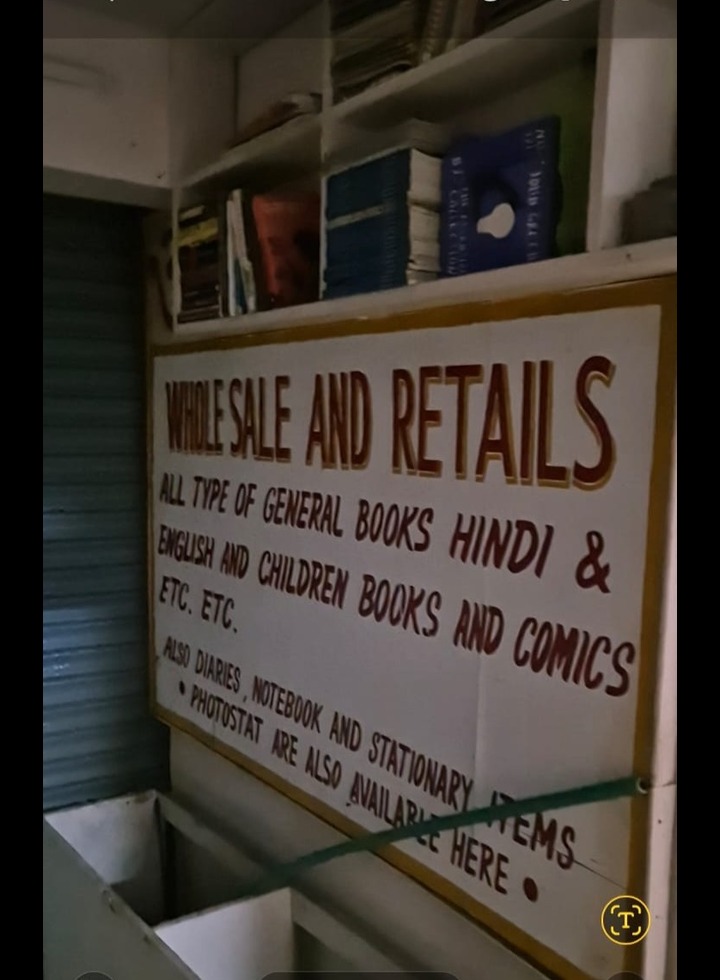 WHOLE SALE AND RETAILS
ALL TYPE OF GENERAL BOOKS HINDI &
ENGLISH AND CHILDREN BOOKS AND COMICS
ETC. ETC.
ALSO DIARIES, NOTEBOOK AND STATIONARY ITEMS
• PHOTOSTAT ARE ALSO AVAILABLE HERE •